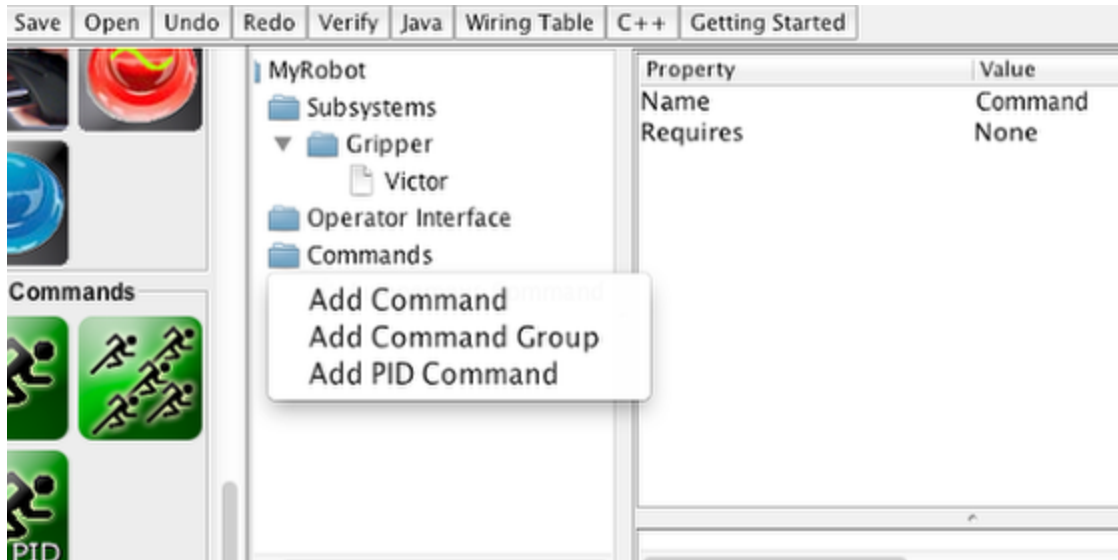 Save Open Undo Redo Verify Java Wiring Table C++ Getting Started
MyRobot
Subsystems
Gripper
Victor
Operator Interface
Commands
Add Command
Add Command Group
Add PID Command
Property Value
Name Command
Requires None
Commands
PID